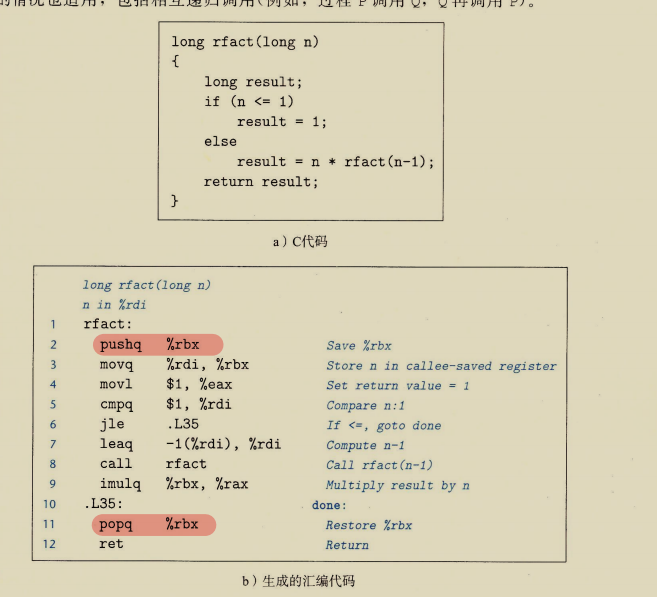 的情况也适用，包括相互递归调用(例如，过程 P 调用 Q，Q 再调用 P)。
long rfact(long n)
{
    long result;
    if (n <= 1)
        result = 1;
    else
        result = n * rfact(n-1);
    return result;
}
a）C代码
long rfact(long n)
n in %rdi
1 rfact:
2 pushq %rbx Save %rbx
3 movq %rdi, %rbx Store n in callee-saved register
4 movl $1, %eax Set return value = 1
5 cmpq $1, %rdi Compare n:1
6 jle .L35 If <=, goto done
7 leaq -1(%rdi), %rdi Compute n-1
8 call rfact Call rfact(n-1)
9 imulq %rbx, %rax Multiply result by n
10 .L35: done:
11 popq %rbx Restore %rbx
12 ret Return
b）生成的汇编代码